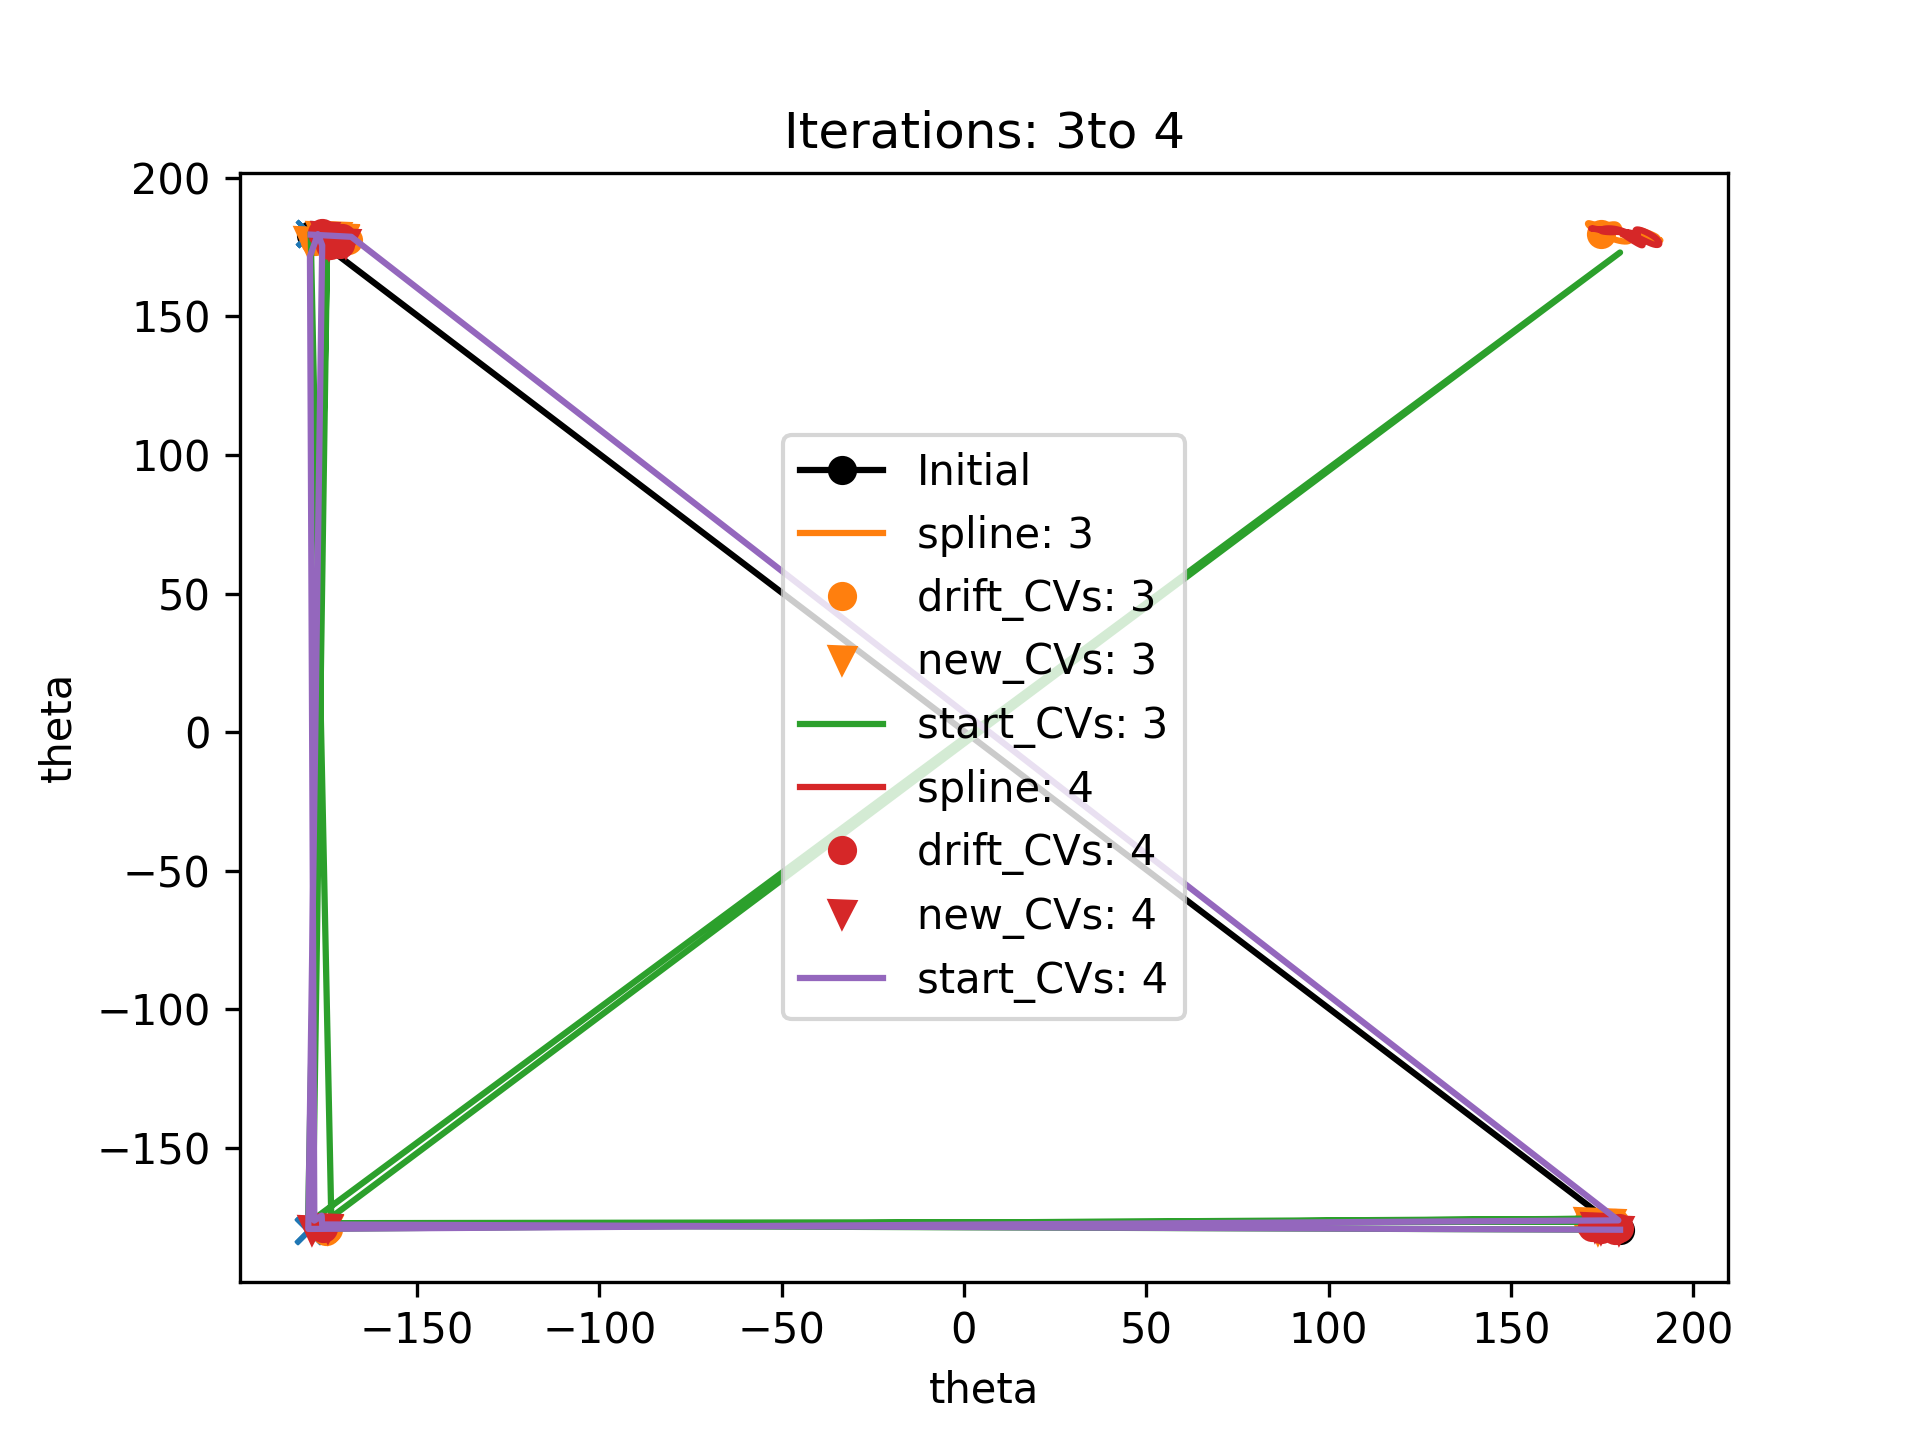 Iterations: 3to 4
200
150
100
50
0
−50
−100
−150
theta
Initial
spline: 3
drift_CVs: 3
new_CVs: 3
start_CVs: 3
spline: 4
drift_CVs: 4
new_CVs: 4
start_CVs: 4
−150 −100 −50 0 50 100 150 200
theta